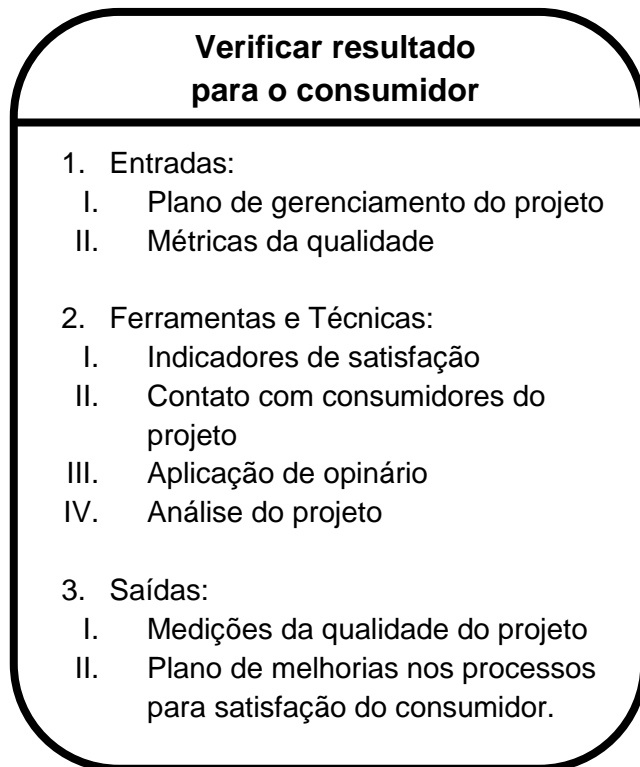 Verificar resultado
para o consumidor
1. Entradas:
I. Plano de gerenciamento do projeto
II. Métricas da qualidade
2. Ferramentas e Técnicas:
I. Indicadores de satisfação
II. Contato com consumidores do
projeto
III. Aplicação de opinário
IV. Análise do projeto
3. Saídas:
I. Medições da qualidade do projeto
II. Plano de melhorias nos processos
para satisfação do consumidor.